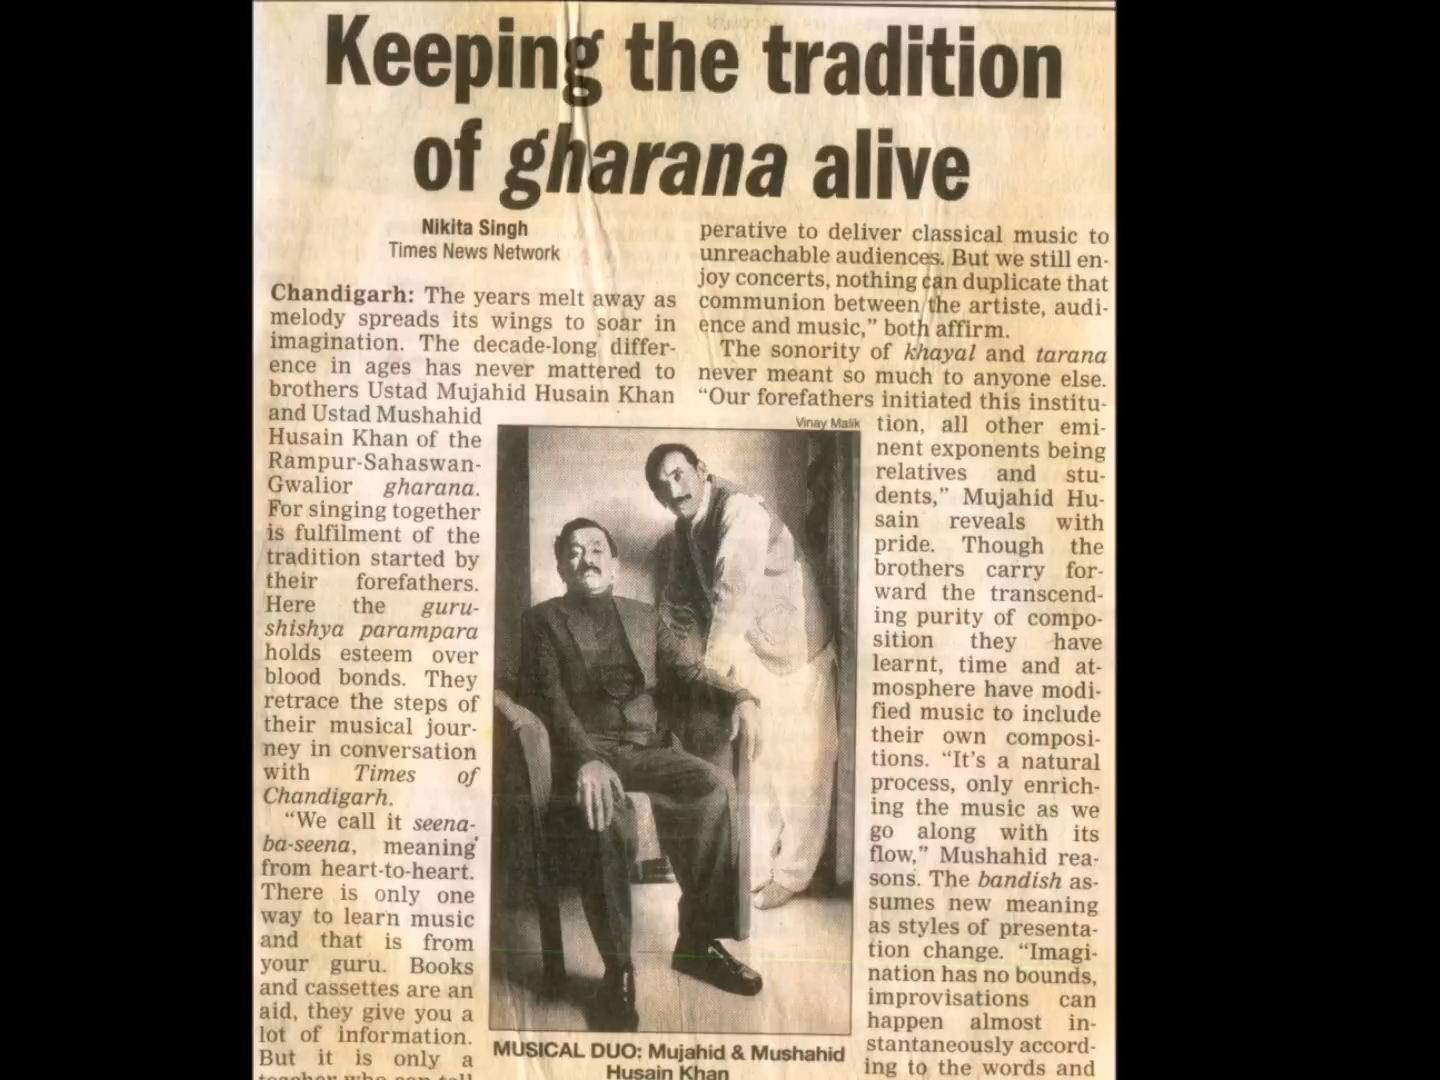 Keeping the tradition
of gharana alive
Nikita Singh
Times News Network
Chandigarh: The years melt away as
melody spreads its wings to soar in
imagination. The decade-long differ-
ence in ages has never mattered to
brothers Ustad Mujahid Husain Khan
and Ustad Mushahid
Husain Khan of the
Rampur-Sahaswan-
Gwalior gharana.
For singing together
is fulfilment of the
tradition started by
their forefathers.
Here the guru-
shishya parampara
holds esteem over
blood bonds. They
retrace the steps of
their musical jour-
ney in conversation
with Times of
Chandigarh.
"We call it seena-
ba-seena, meaning
from heart-to-heart.
There is only one
way to learn music
and that is from
your guru. Books
and cassettes are an
aid, they give you a
lot of information.
But it is only a
teacher who can tell
Vinay Malik
MUSICAL DUO: Mujahid & Mushahid
Husain Khan
perative to deliver classical music to
unreachable audiences. But we still en-
joy concerts, nothing can duplicate that
communion between the artiste, audi-
ence and music," both affirm.
The sonority of khayal and tarana
never meant so much to anyone else.
"Our forefathers initiated this institu-
tion, all other emi-
nent exponents being
relatives and stu-
dents," Mujahid Hu-
sain reveals with
pride. Though the
brothers carry for-
ward the transcend-
ing purity of compo-
sition they have
learnt, time and at-
mosphere have modi-
fied music to include
their own composi-
tions. "It's a natural
process, only enrich-
ing the music as we
go along with its
flow," Mushahid rea-
sons. The bandish as-
sumes new meaning
as styles of presenta-
tion change. "Imagi-
nation has no bounds,
improvisations can
happen almost in-
stantaneously accord-
ing to the words and